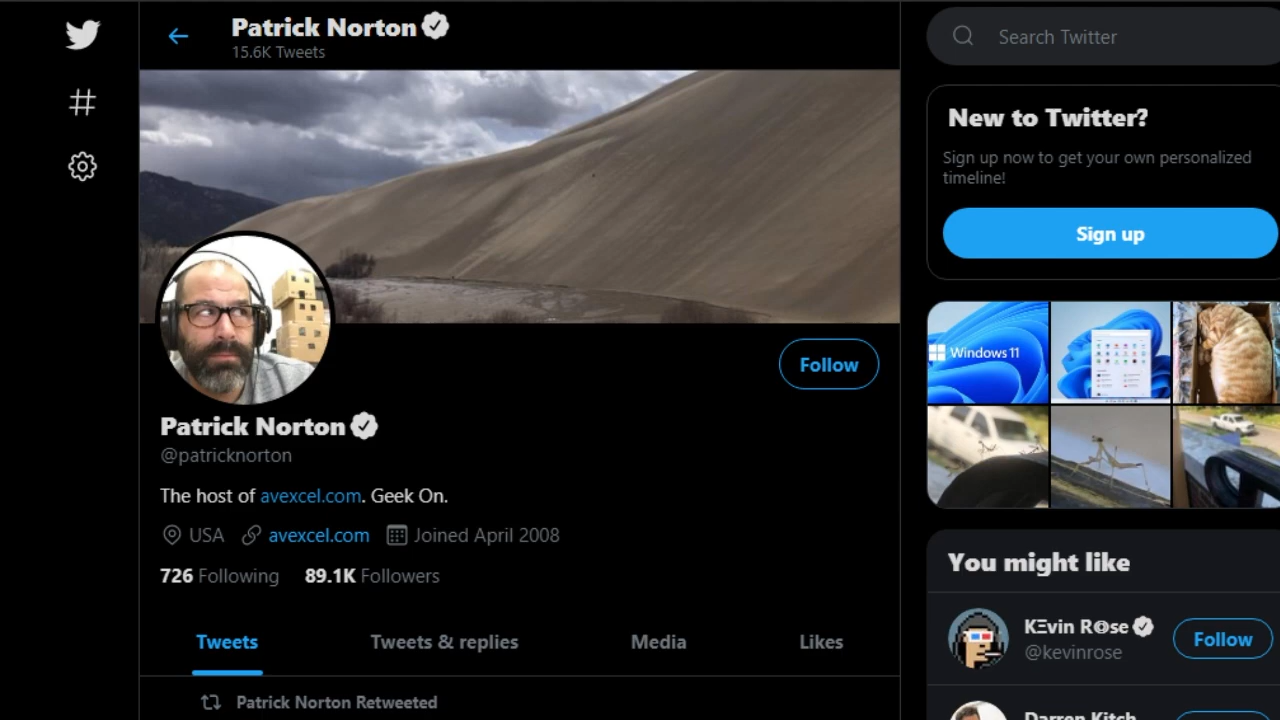 Patrick Norton
15.6K Tweets
Search Twitter
New to Twitter?
Sign up now to get your own personalized
timeline!
Sign up
Windows 11
Follow
Patrick Norton
@patricknorton
The host of avexcel.com. Geek On.
USA avexcel.com Joined April 2008
726 Following 89.1K Followers
Tweets Tweets & replies Media Likes
Patrick Norton Retweeted
You might like
KΞvin R◎se
@kevinrose
Follow
Darren Kitch